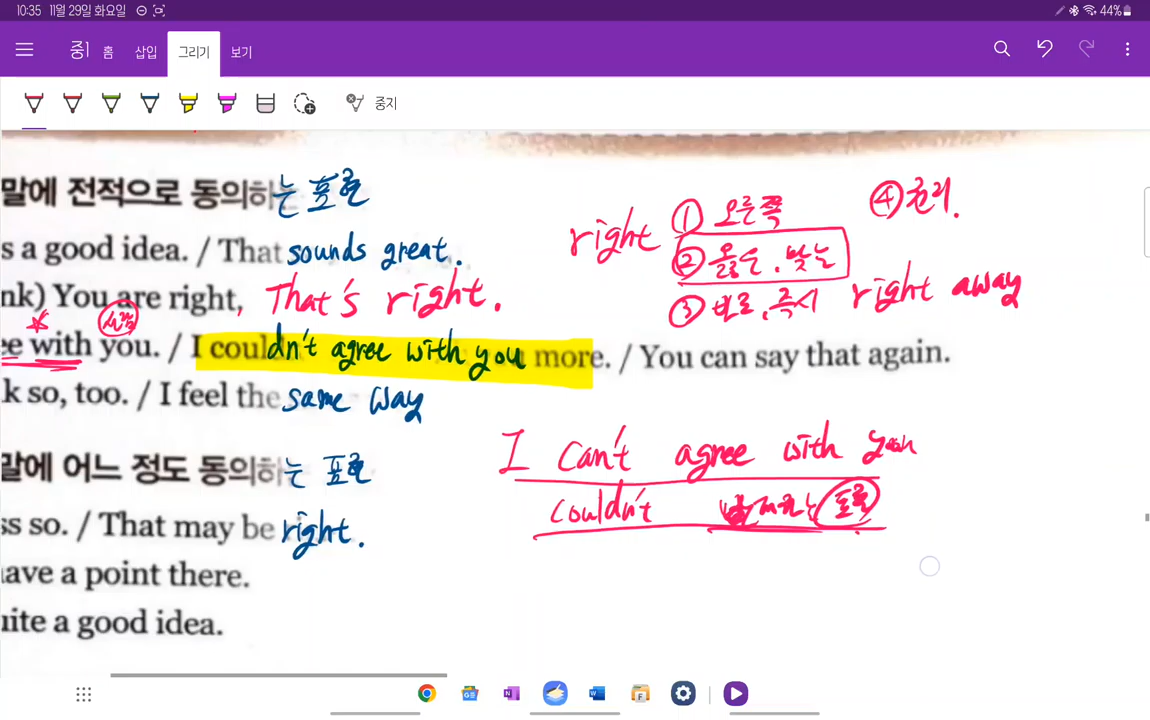 10:35 11월 29일 화요일
44%
중1 홈 삽입 그리기 보기
중지
말에 전적으로 동의하는 표현
right ① 오른쪽
④ 권리.
② 옳은, 맞는
③ 바로, 즉시 right away
s a good idea. / That sounds great.
nk) You are right, That's right.
사람
ee with you. / I couldn't agree with you more. / You can say that again.
k so, too. / I feel the same way
I can't agree with you
couldn't
표현
말에 어느 정도 동의하는 표현
ss so. / That may be right.
have a point there.
uite a good idea.